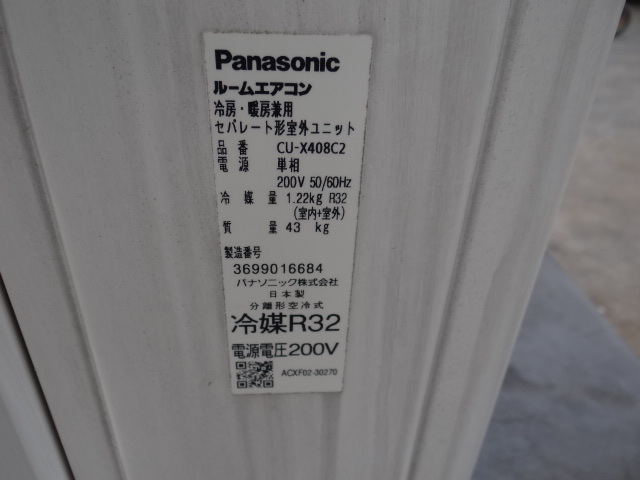 Panasonic
ルームエアコン
冷房・暖房兼用
セパレート形室外ユニット
品番 CU-X408C2
電源 単相
200V 50/60Hz
冷媒量 1.22kg R32
(室内+室外)
質量 43 kg
製造番号
3699016684
パナソニック株式会社
日本製
分離形空冷式
冷媒R32
電源電圧200V
ACXF02-30270